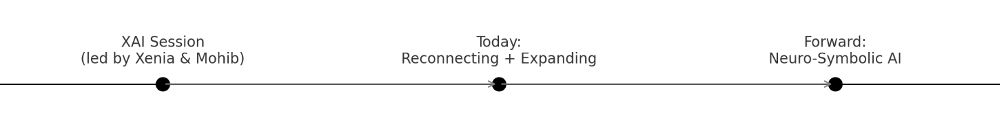 XAI Session
(led by Xenia & Mohib)
Today:
Reconnecting + Expanding
Forward:
Neuro-Symbolic AI